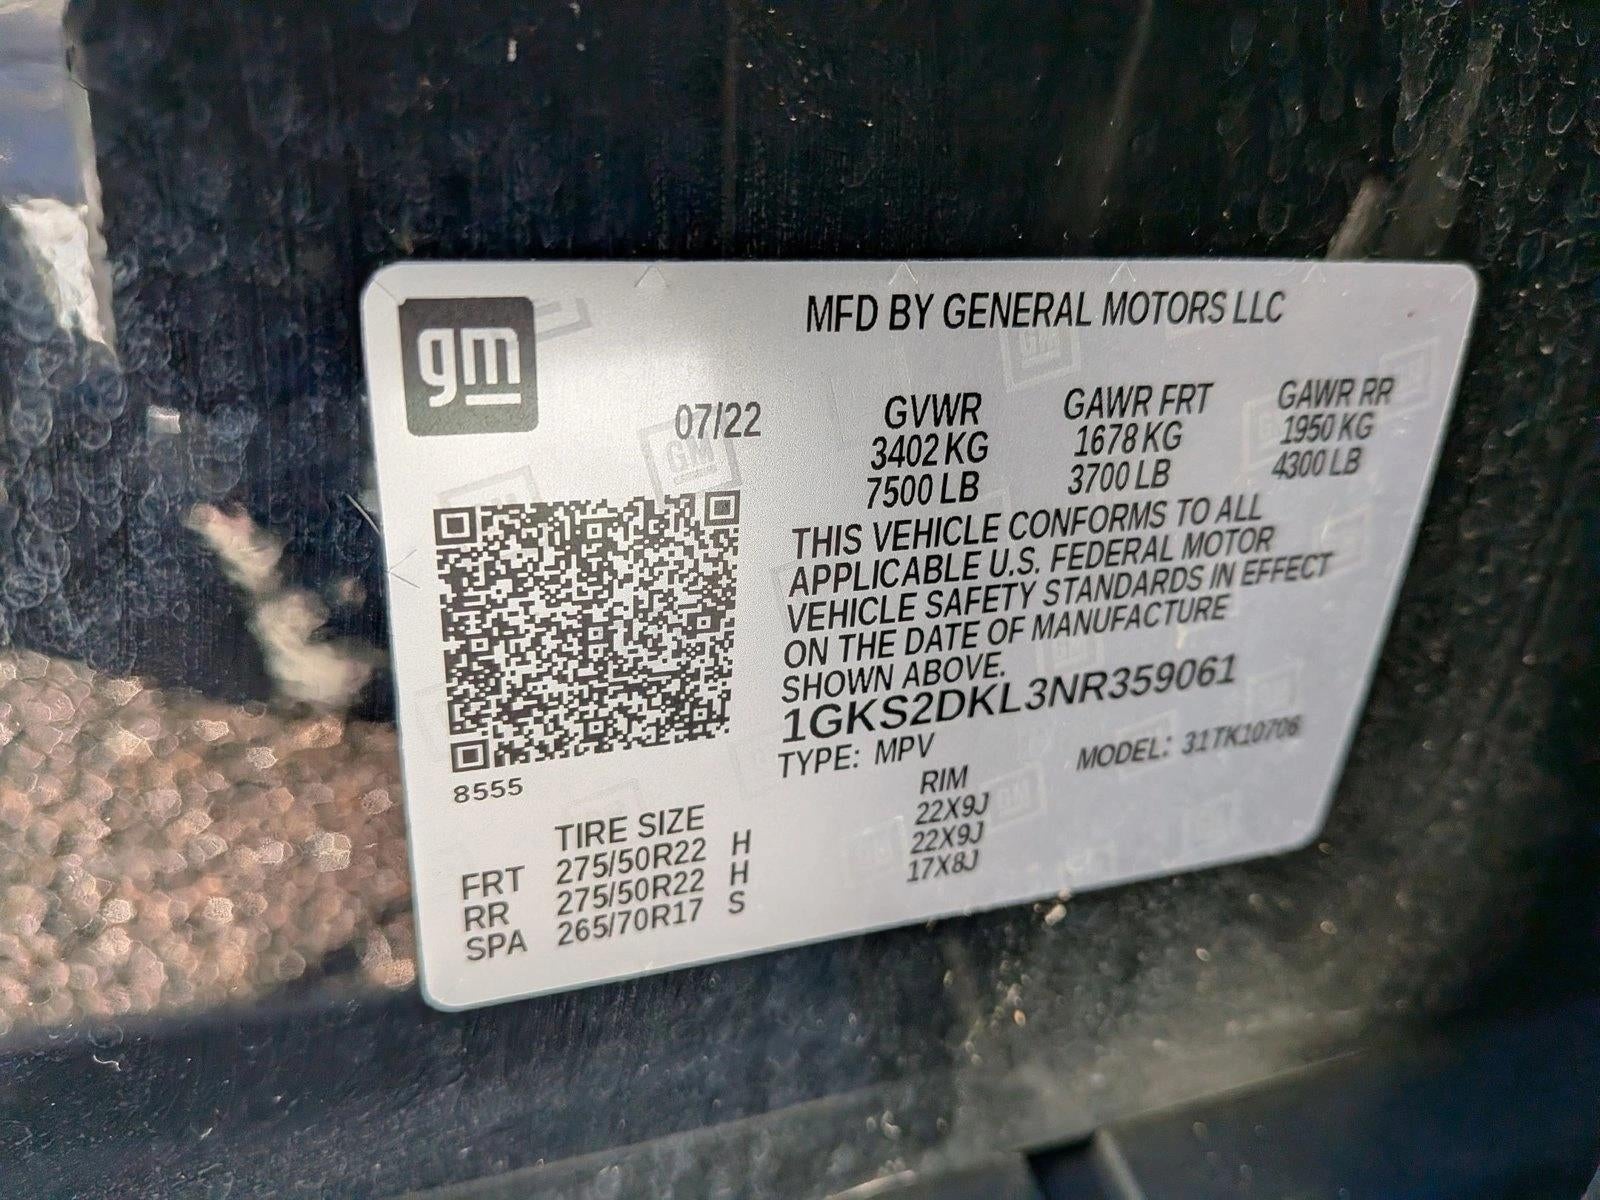 gm
MFD BY GENERAL MOTORS LLC
07/22 GVWR GAWR FRT GAWR RR
3402 KG 1678 KG 1950 KG
7500 LB 3700 LB 4300 LB
THIS VEHICLE CONFORMS TO ALL
APPLICABLE U.S. FEDERAL MOTOR
VEHICLE SAFETY STANDARDS IN EFFECT
ON THE DATE OF MANUFACTURE
SHOWN ABOVE.
1GKS2DKL3NR359061
TYPE: MPV MODEL: 31TK10706
8555
TIRE SIZE RIM
FRT 275/50R22 H 22X9J
RR 275/50R22 H 22X9J
SPA 265/70R17 S 17X8J